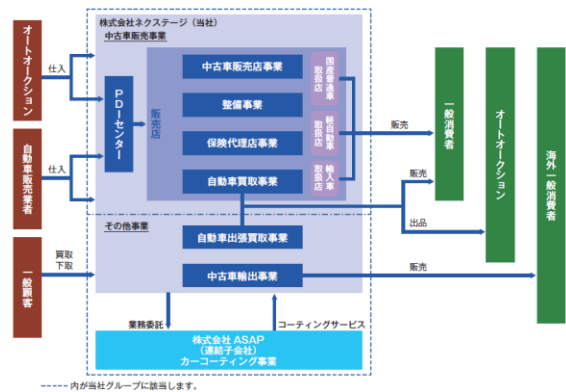 株式会社ネクステージ（当社）
中古車販売事業
オートオークション
仕入
自動車販売業者
仕入
一般顧客
買取
下取
PDIセンター
販売店
中古車販売店事業
整備事業
保険代理店事業
自動車買取事業
国産普通車
取扱店
軽自動車
取扱店
輸入車
取扱店
その他事業
自動車出張買取事業
中古車輸出事業
販売
販売
出品
販売
一般消費者
オートオークション
海外一般消費者
業務委託
コーティングサービス
株式会社 ASAP
（連結子会社）
カーコーティング事業
内が当社グループに該当します。